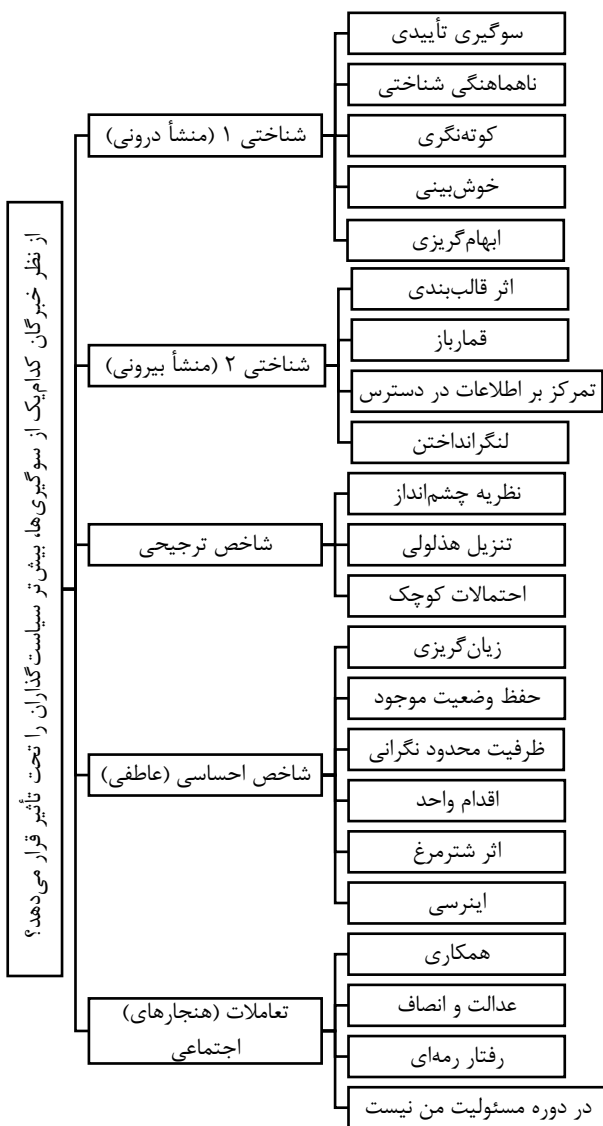 از نظر خبرگان کدام‌یک از سوگیری‌ها، بیش‌تر سیاست‌گذاران را تحت تأثیر قرار می‌دهد؟
شناختی ۱ (منشأ درونی)
سوگیری تأییدی
ناهماهنگی شناختی
کوته‌نگری
خوش‌بینی
ابهام‌گریزی
شناختی ۲ (منشأ بیرونی)
اثر قالب‌بندی
قمارباز
تمرکز بر اطلاعات در دسترس
لنگرانداختن
شاخص ترجیحی
نظریه چشم‌انداز
تنزیل هذلولی
احتمالات کوچک
شاخص احساسی (عاطفی)
زیان‌گریزی
حفظ وضعیت موجود
ظرفیت محدود نگرانی
اقدام واحد
اثر شترمرغ
اینرسی
تعاملات (هنجارهای)
اجتماعی
همکاری
عدالت و انصاف
رفتار رمه‌ای
در دوره مسئولیت من نیست